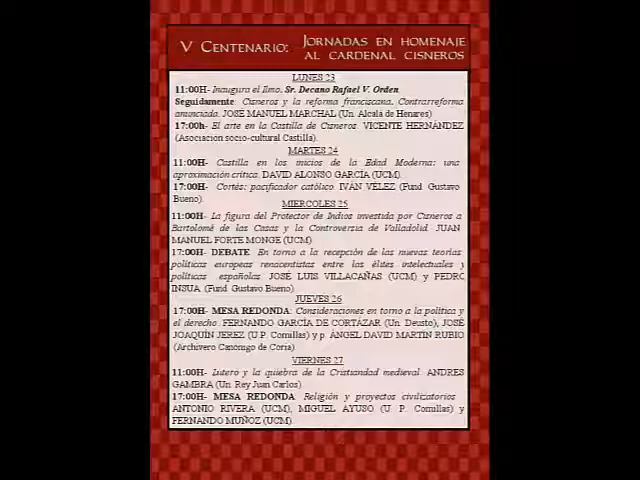 V CENTENARIO: JORNADAS EN HOMENAJE
AL CARDENAL CISNEROS
LUNES 23
11:00H- Inaugura el Ilmo. Sr. Decano Rafael V. Orden
Seguidamente: Cisneros y la reforma franciscana. Contrarreforma
anunciada. JOSÉ MANUEL MARCHAL (Un. Alcalá de Henares)
17:00h- El arte en la Castilla de Cisneros. VICENTE HERNÁNDEZ
(Asociación socio-cultural Castilla).
MARTES 24
11:00H- Castilla en los inicios de la Edad Moderna: una
aproximación crítica. DAVID ALONSO GARCÍA (UCM).
17:00H- Cortés: pacificador católico. IVÁN VÉLEZ (Fund. Gustavo
Bueno).
MIERCOLES 25
11:00H- La figura del Protector de Indios investida por Cisneros a
Bartolomé de las Casas y la Controversia de Valladolid. JUAN
MANUEL FORTE MONGE (UCM)
17:00H- DEBATE: En torno a la recepción de las nuevas teorías
políticas europeas renacentistas entre las élites intelectuales y
políticas españolas. JOSÉ LUIS VILLACAÑAS (UCM) y PEDRO
INSUA (Fund. Gustavo Bueno).
JUEVES 26
17:00H- MESA REDONDA: Consideraciones en torno a la política y
el derecho. FERNANDO GARCÍA DE CORTÁZAR (Un. Deusto), JOSÉ
JOAQUÍN JEREZ (U.P. Comillas) y p. ÁNGEL DAVID MARTÍN RUBIO
(Archivero Canónigo de Coria).
VIERNES 27
11:00H- Lutero y la quiebra de la Cristiandad medieval. ANDRES
GAMBRA (Un. Rey Juan Carlos).
17:00H- MESA REDONDA: Religión y proyectos civilizatorios.
ANTONIO RIVERA (UCM), MIGUEL AYUSO (U. P. Comillas) y
FERNANDO MUÑOZ (UCM).